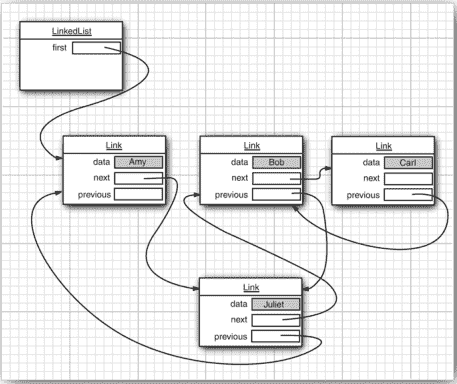 LinkedList
first
Link
data Amy
next
previous
Link
data Bob
next
previous
Link
data Carl
next
previous
Link
data Juliet
next
previous